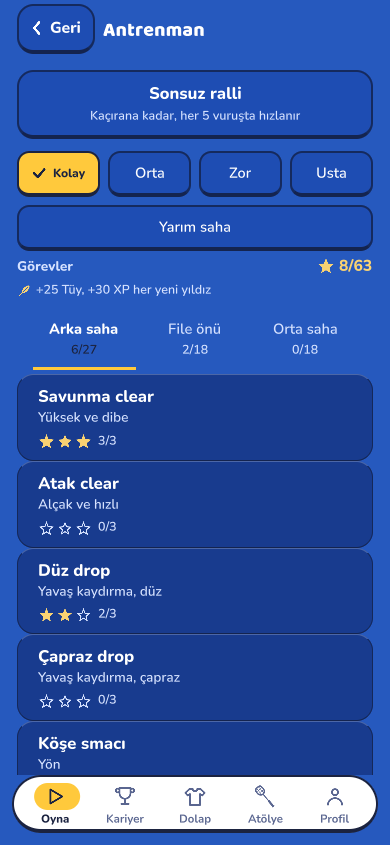 Geri
Antrenman
Sonsuz ralli
Kaçırana kadar, her 5 vuruşta hızlanır
Kolay
Orta
Zor
Usta
Yarım saha
Görevler
8/63
+25 Tüy, +30 XP her yeni yıldız
Arka saha
File önü
Orta saha
6/27
2/18
0/18
Savunma clear
Yüksek ve dibe
3/3
Atak clear
Alçak ve hızlı
0/3
Düz drop
Yavaş kaydırma, düz
2/3
Çapraz drop
Yavaş kaydırma, çapraz
0/3
Köşe smacı
Yön
Oyna
Kariyer
Dolap
Atölye
Profil